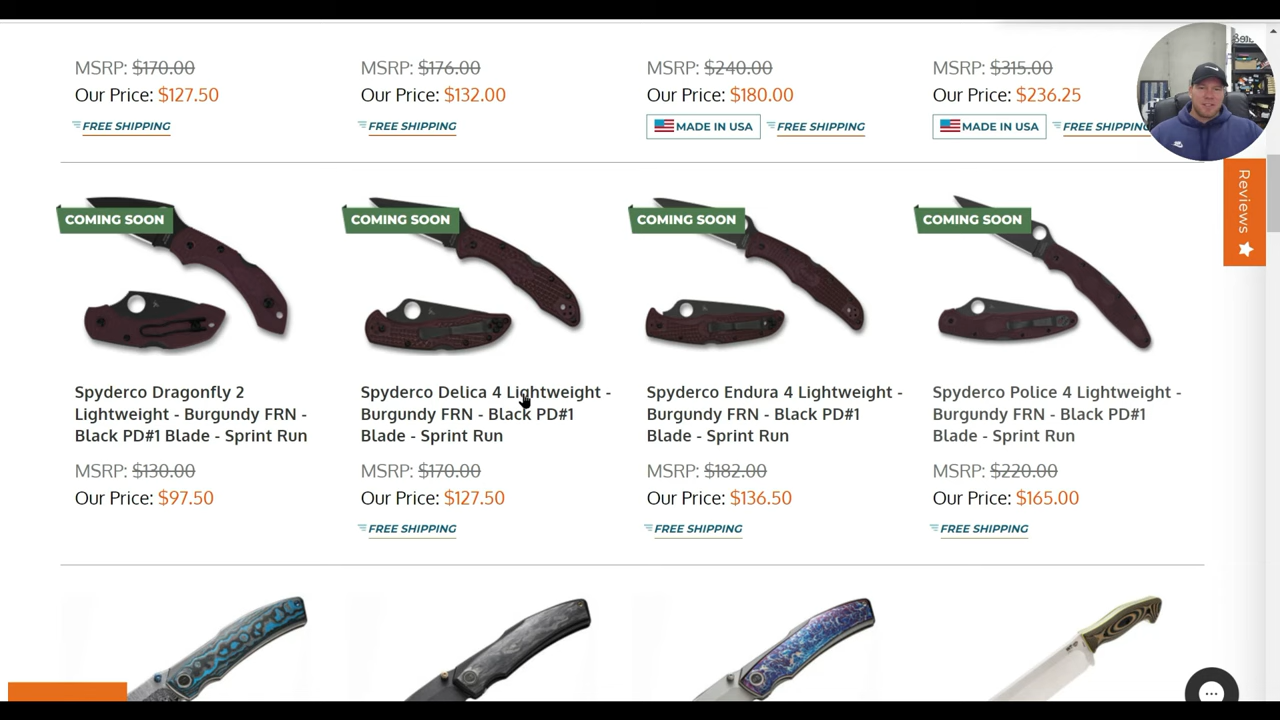 MSRP: $170.00
Our Price: $127.50
FREE SHIPPING
MSRP: $176.00
Our Price: $132.00
FREE SHIPPING
MSRP: $240.00
Our Price: $180.00
MADE IN USA
FREE SHIPPING
MSRP: $315.00
Our Price: $236.25
MADE IN USA
FREE SHIPPING
Reviews
COMING SOON
Spyderco Dragonfly 2
Lightweight - Burgundy FRN -
Black PD#1 Blade - Sprint Run
MSRP: $130.00
Our Price: $97.50
COMING SOON
Spyderco Delica 4 Lightweight -
Burgundy FRN - Black PD#1
Blade - Sprint Run
MSRP: $170.00
Our Price: $127.50
FREE SHIPPING
COMING SOON
Spyderco Endura 4 Lightweight -
Burgundy FRN - Black PD#1
Blade - Sprint Run
MSRP: $182.00
Our Price: $136.50
FREE SHIPPING
COMING SOON
Spyderco Police 4 Lightweight -
Burgundy FRN - Black PD#1
Blade - Sprint Run
MSRP: $220.00
Our Price: $165.00
FREE SHIPPING